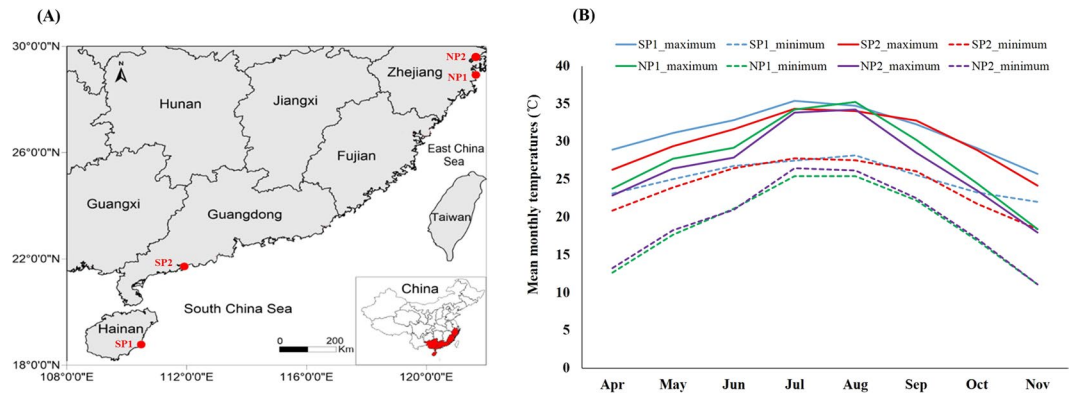 (A)
30°0'0"N
26°0'0"N
22°0'0"N
18°0'0"N
108°0'0"E
112°0'0"E
116°0'0"E
120°0'0"E
N
Zhejiang
NP2
NP1
Hunan
Jiangxi
Fujian
East China
Sea
Guangxi
Guangdong
Taiwan
SP2
South China Sea
China
Hainan
SP1
0 200
Km
(B)
SP1_maximum SP1_minimum SP2_maximum SP2_minimum
NP1_maximum NP1_minimum NP2_maximum NP2_minimum
Mean monthly temperatures (℃)
40
35
30
25
20
15
10
5
0
Apr May Jun Jul Aug Sep Oct Nov